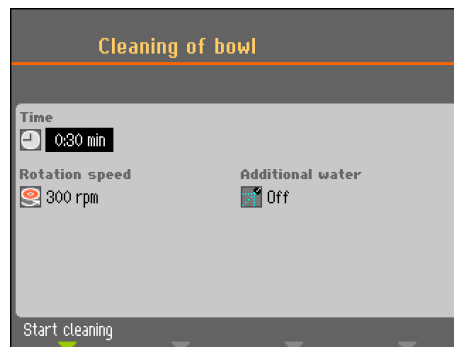 Cleaning of bowl
Time
0:30 min
Rotation speed
Additional water
300 rpm
Off
Start cleaning